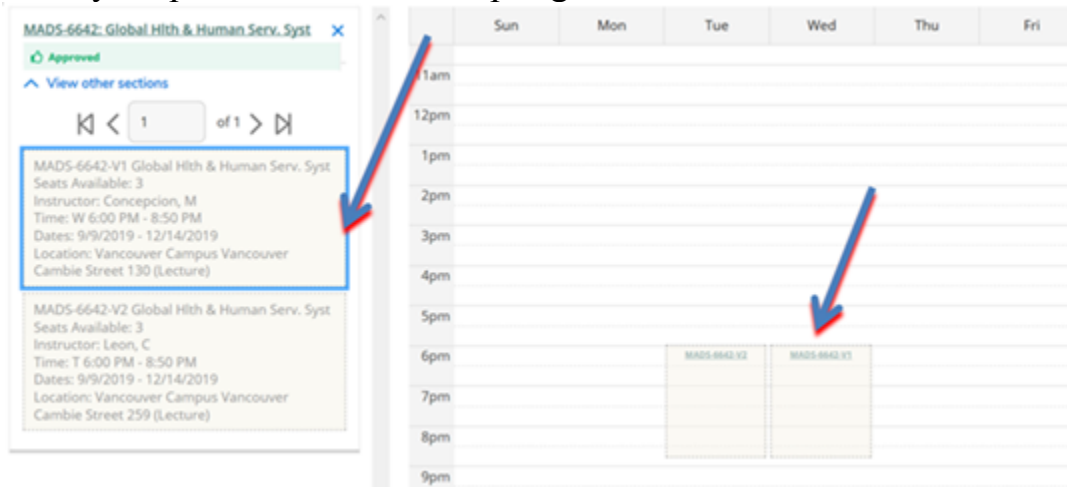 MADS-6642: Global Hlth & Human Serv. Syst
Approved
View other sections
1 of 1
MADS-6642-V1 Global Hlth & Human Serv. Syst
Seats Available: 3
Instructor: Concepcion, M
Time: W 6:00 PM - 8:50 PM
Dates: 9/9/2019 - 12/14/2019
Location: Vancouver Campus Vancouver
Cambie Street 130 (Lecture)
MADS-6642-V2 Global Hlth & Human Serv. Syst
Seats Available: 3
Instructor: Leon, C
Time: T 6:00 PM - 8:50 PM
Dates: 9/9/2019 - 12/14/2019
Location: Vancouver Campus Vancouver
Cambie Street 259 (Lecture)
Sun Mon Tue Wed Thu Fri
11am
12pm
1pm
2pm
3pm
4pm
5pm
6pm MADS-6642-V2 MADS-6642-V1
7pm
8pm
9pm